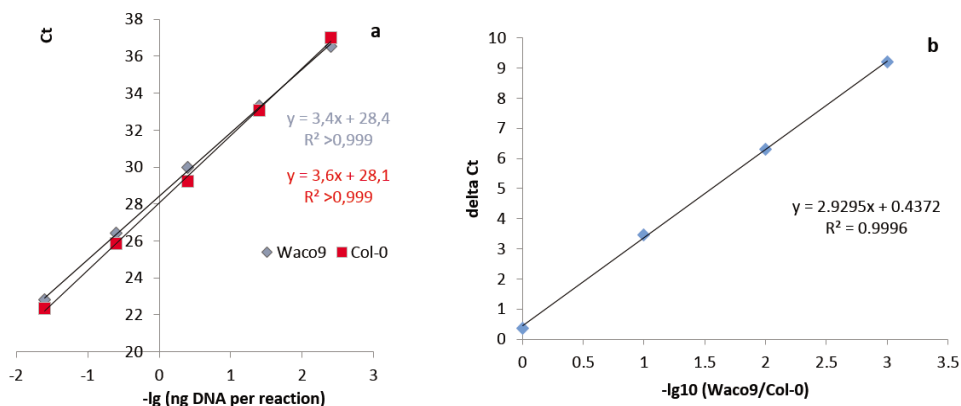 Ct
a
38
36
34
32
30
28
26
24
22
20
-2
-1
0
1
2
3
y = 3,4x + 28,4
R² >0,999
y = 3,6x + 28,1
R² >0,999
Waco9
Col-0
-lg (ng DNA per reaction)
b
10
9
8
7
6
5
4
3
2
1
0
delta Ct
y = 2.9295x + 0.4372
R² = 0.9996
0
0.5
1
1.5
2
2.5
3
3.5
-lg10 (Waco9/Col-0)